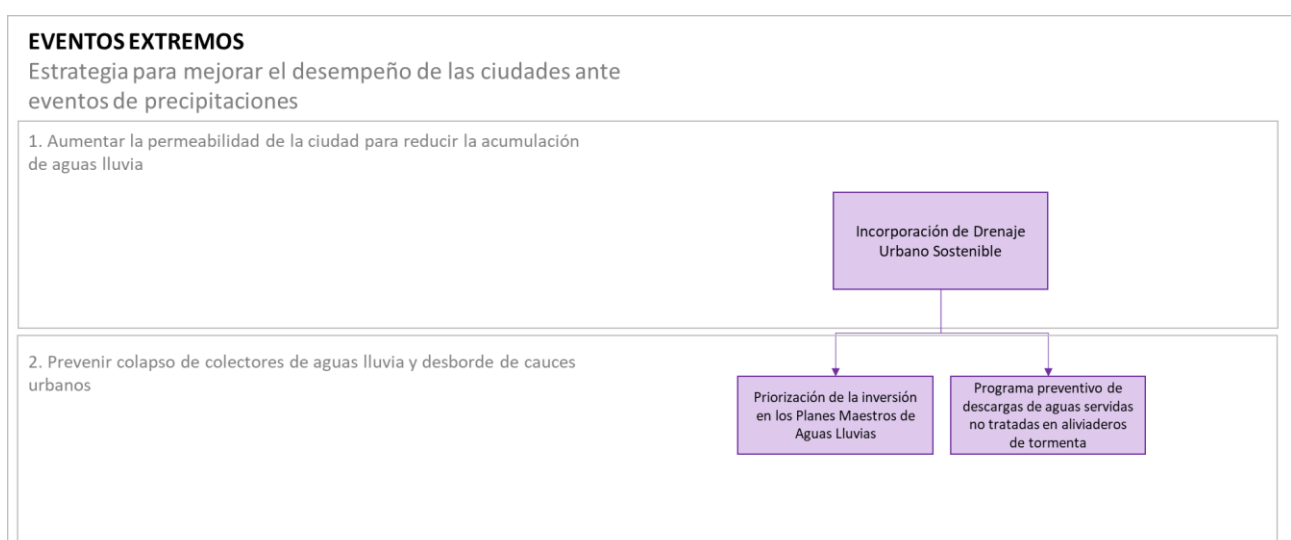 EVENTOS EXTREMOS
Estrategia para mejorar el desempeño de las ciudades ante
eventos de precipitaciones
1. Aumentar la permeabilidad de la ciudad para reducir la acumulación
de aguas lluvia
Incorporación de Drenaje
Urbano Sostenible
2. Prevenir colapso de colectores de aguas lluvia y desborde de cauces
urbanos
Priorización de la inversión
en los Planes Maestros de
Aguas Lluvias
Programa preventivo de
descargas de aguas servidas
no tratadas en aliviaderos
de tormenta